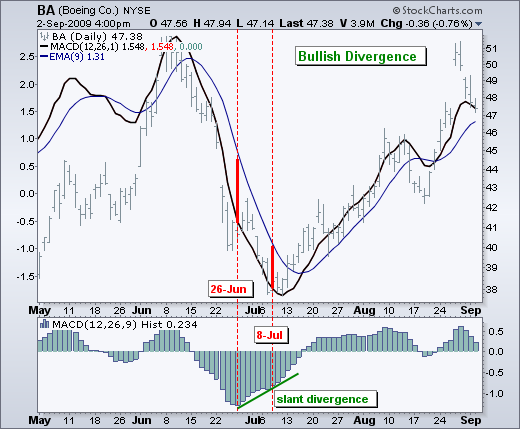 BA (Boeing Co.) NYSE
© StockCharts.com
2-Sep-2009 4:00pm
O 47.56 H 47.94 L 47.14 Last 47.38 V 3.9M Chg -0.36 (-0.76%)
BA (Daily) 47.38
MACD(12,26,1) 1.548, 1.548, 0.000
EMA(9) 1.31
Bullish Divergence
2.5
2.0
1.5
1.0
0.5
0.0
-0.5
-1.0
-1.5
51
50
49
48
47
46
45
44
43
42
41
40
39
38
26-Jun
May 11 18 26 Jun 8 15 22 Jul 6 13 20 27 Aug 10 17 24 Sep
MACD(12,26,9) Hist 0.234
8-Jul
slant divergence
0.5
0.0
-0.5
-1.0
May 11 18 26 Jun 8 15 22 Jul 6 13 20 27 Aug 10 17 24 Sep